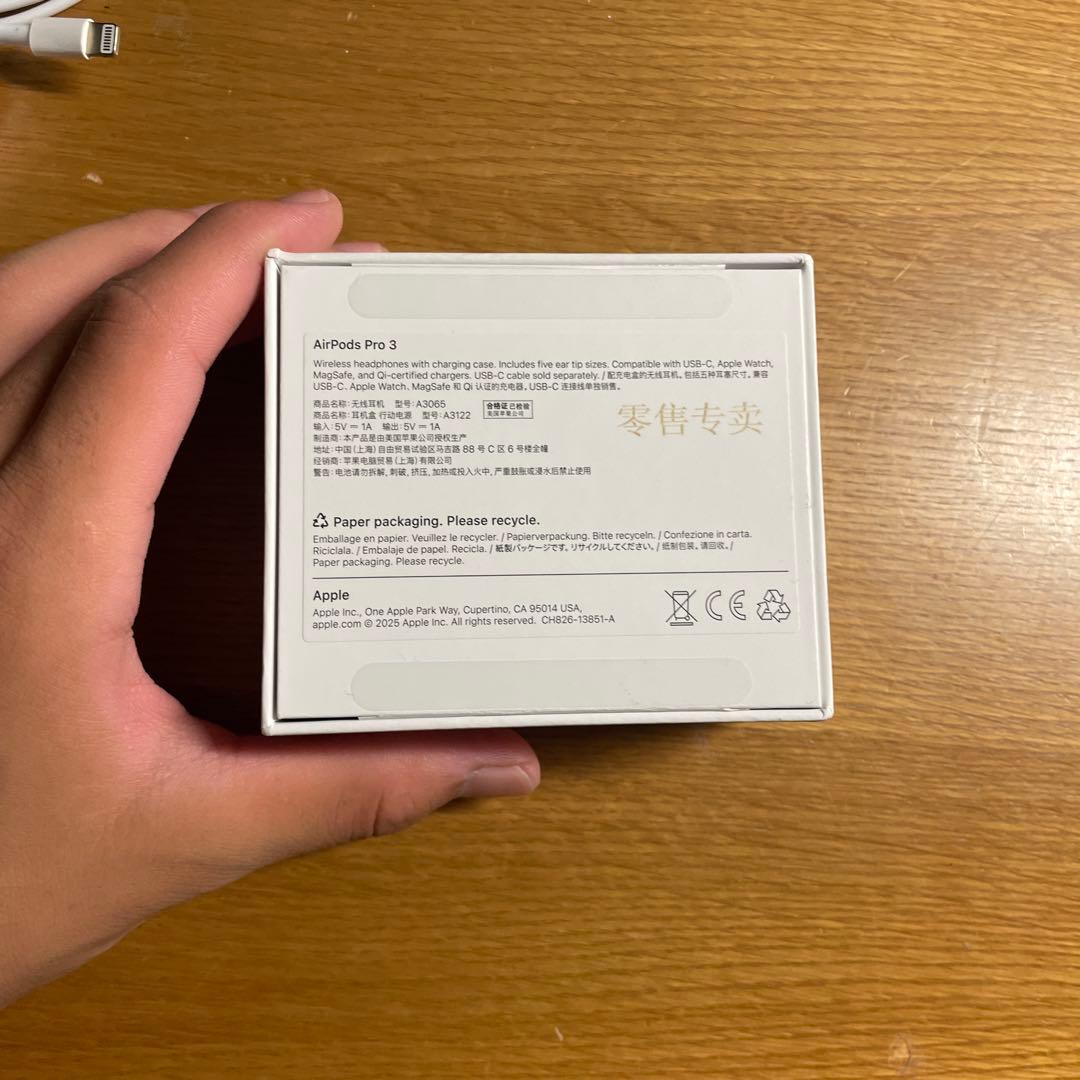 AirPods Pro 3
Wireless headphones with charging case. Includes five ear tip sizes. Compatible with USB-C, Apple Watch,
MagSafe, and Qi-certified chargers. USB-C cable sold separately. / 配充电盒的无线耳机。包括五种耳塞尺寸。兼容
USB-C、Apple Watch、MagSafe 和 Qi 认证的充电器。USB-C 连接线单独销售。
商品名称：无线耳机 型号：A3065
商品名称：耳机盒 行动电源 型号：A3122
合格证 已检验
美国苹果公司
零售专卖
输入：5V ⎓ 1A 输出：5V ⎓ 1A
制造商：本产品是由美国苹果公司授权生产
地址：中国（上海）自由贸易试验区马吉路 88 号 C 区 6 号楼全幢
经销商：苹果电脑贸易（上海）有限公司
警告：电池请勿拆解、刺破、挤压、加热或投入火中，严重鼓胀或浸水后禁止使用
Paper packaging. Please recycle.
Emballage en papier. Veuillez le recycler. / Papierverpackung. Bitte recyceln. / Confezione in carta.
Riciclala. / Embalaje de papel. Recicla. / 紙製パッケージです。リサイクルしてください。/ 纸制包装。请回收。/
Paper packaging. Please recycle.
Apple
Apple Inc., One Apple Park Way, Cupertino, CA 95014 USA,
apple.com © 2025 Apple Inc. All rights reserved. CH826-13851-A
CE